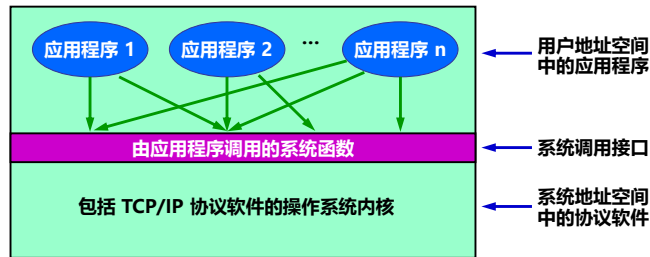 应用程序 1
应用程序 2
...
应用程序 n
用户地址空间
中的应用程序
由应用程序调用的系统函数
系统调用接口
包括 TCP/IP 协议软件的操作系统内核
系统地址空间
中的协议软件